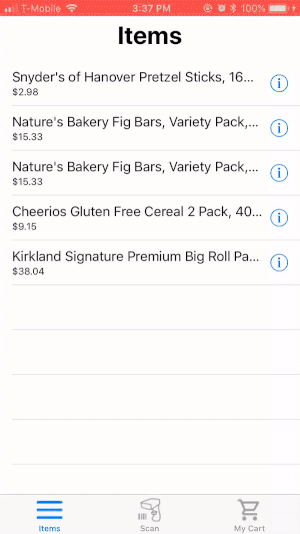 T-Mobile 3:37 PM 100%
Items
Snyder's of Hanover Pretzel Sticks, 16...
$2.98
Nature's Bakery Fig Bars, Variety Pack,...
$15.33
Nature's Bakery Fig Bars, Variety Pack,...
$15.33
Cheerios Gluten Free Cereal 2 Pack, 40...
$9.15
Kirkland Signature Premium Big Roll Pa...
$38.04
Items Scan My Cart